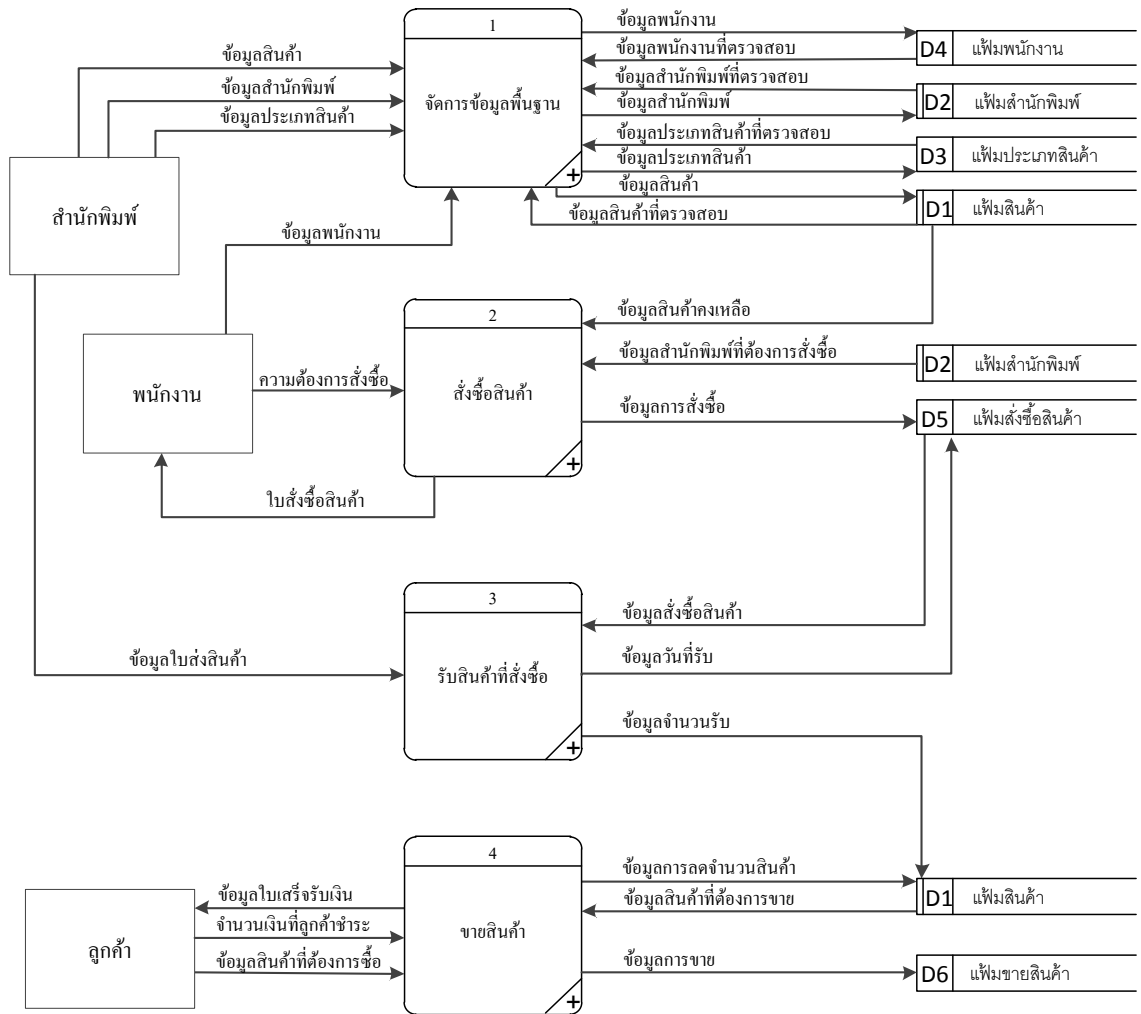 1
จัดการข้อมูลพื้นฐาน
ข้อมูลสินค้า
ข้อมูลสำนักพิมพ์
ข้อมูลประเภทสินค้า
สำนักพิมพ์
ข้อมูลพนักงาน
ข้อมูลพนักงาน
ข้อมูลพนักงานที่ตรวจสอบ
ข้อมูลสำนักพิมพ์ที่ตรวจสอบ
ข้อมูลสำนักพิมพ์
ข้อมูลประเภทสินค้าที่ตรวจสอบ
ข้อมูลประเภทสินค้า
ข้อมูลสินค้า
ข้อมูลสินค้าที่ตรวจสอบ
D4 แฟ้มพนักงาน
D2 แฟ้มสำนักพิมพ์
D3 แฟ้มประเภทสินค้า
D1 แฟ้มสินค้า
พนักงาน
ความต้องการสั่งซื้อ
ใบสั่งซื้อสินค้า
2
สั่งซื้อสินค้า
ข้อมูลสินค้าคงเหลือ
ข้อมูลสำนักพิมพ์ที่ต้องการสั่งซื้อ
ข้อมูลการสั่งซื้อ
D2 แฟ้มสำนักพิมพ์
D5 แฟ้มสั่งซื้อสินค้า
ข้อมูลใบส่งสินค้า
3
รับสินค้าที่สั่งซื้อ
ข้อมูลสั่งซื้อสินค้า
ข้อมูลวันที่รับ
ข้อมูลจำนวนรับ
ลูกค้า
ข้อมูลใบเสร็จรับเงิน
จำนวนเงินที่ลูกค้าชำระ
ข้อมูลสินค้าที่ต้องการซื้อ
4
ขายสินค้า
ข้อมูลการลดจำนวนสินค้า
ข้อมูลสินค้าที่ต้องการขาย
ข้อมูลการขาย
D1 แฟ้มสินค้า
D6 แฟ้มขายสินค้า